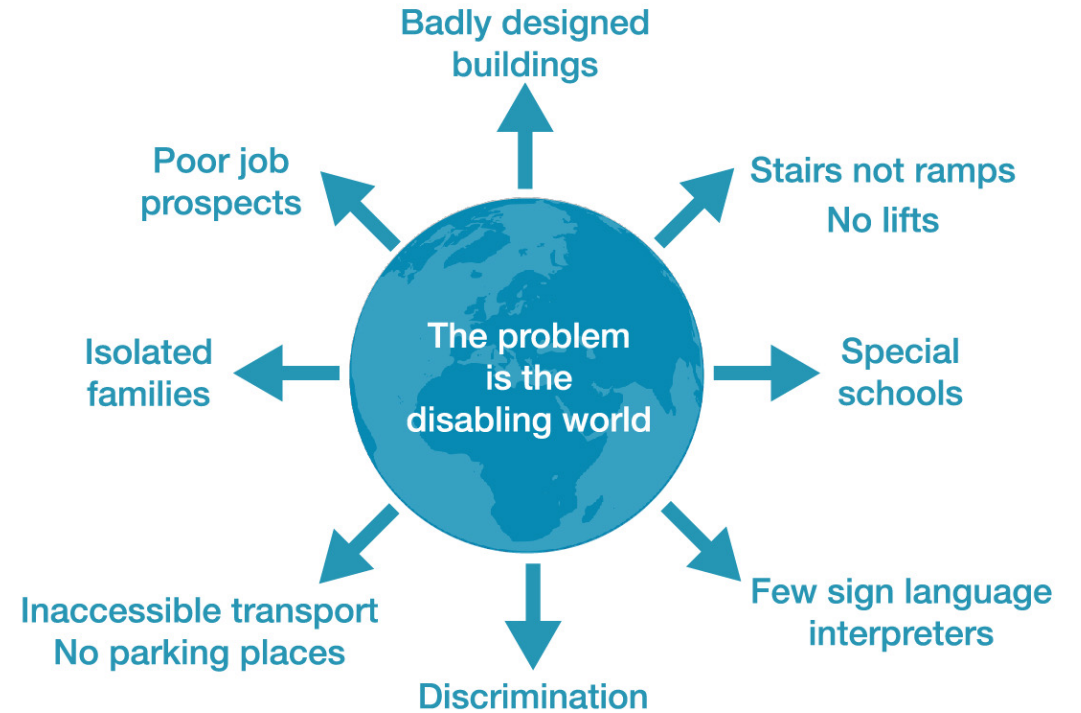 Badly designed
buildings
Poor job
prospects
Stairs not ramps
No lifts
Isolated
families
The problem
is the
disabling world
Special
schools
Inaccessible transport
No parking places
Few sign language
interpreters
Discrimination